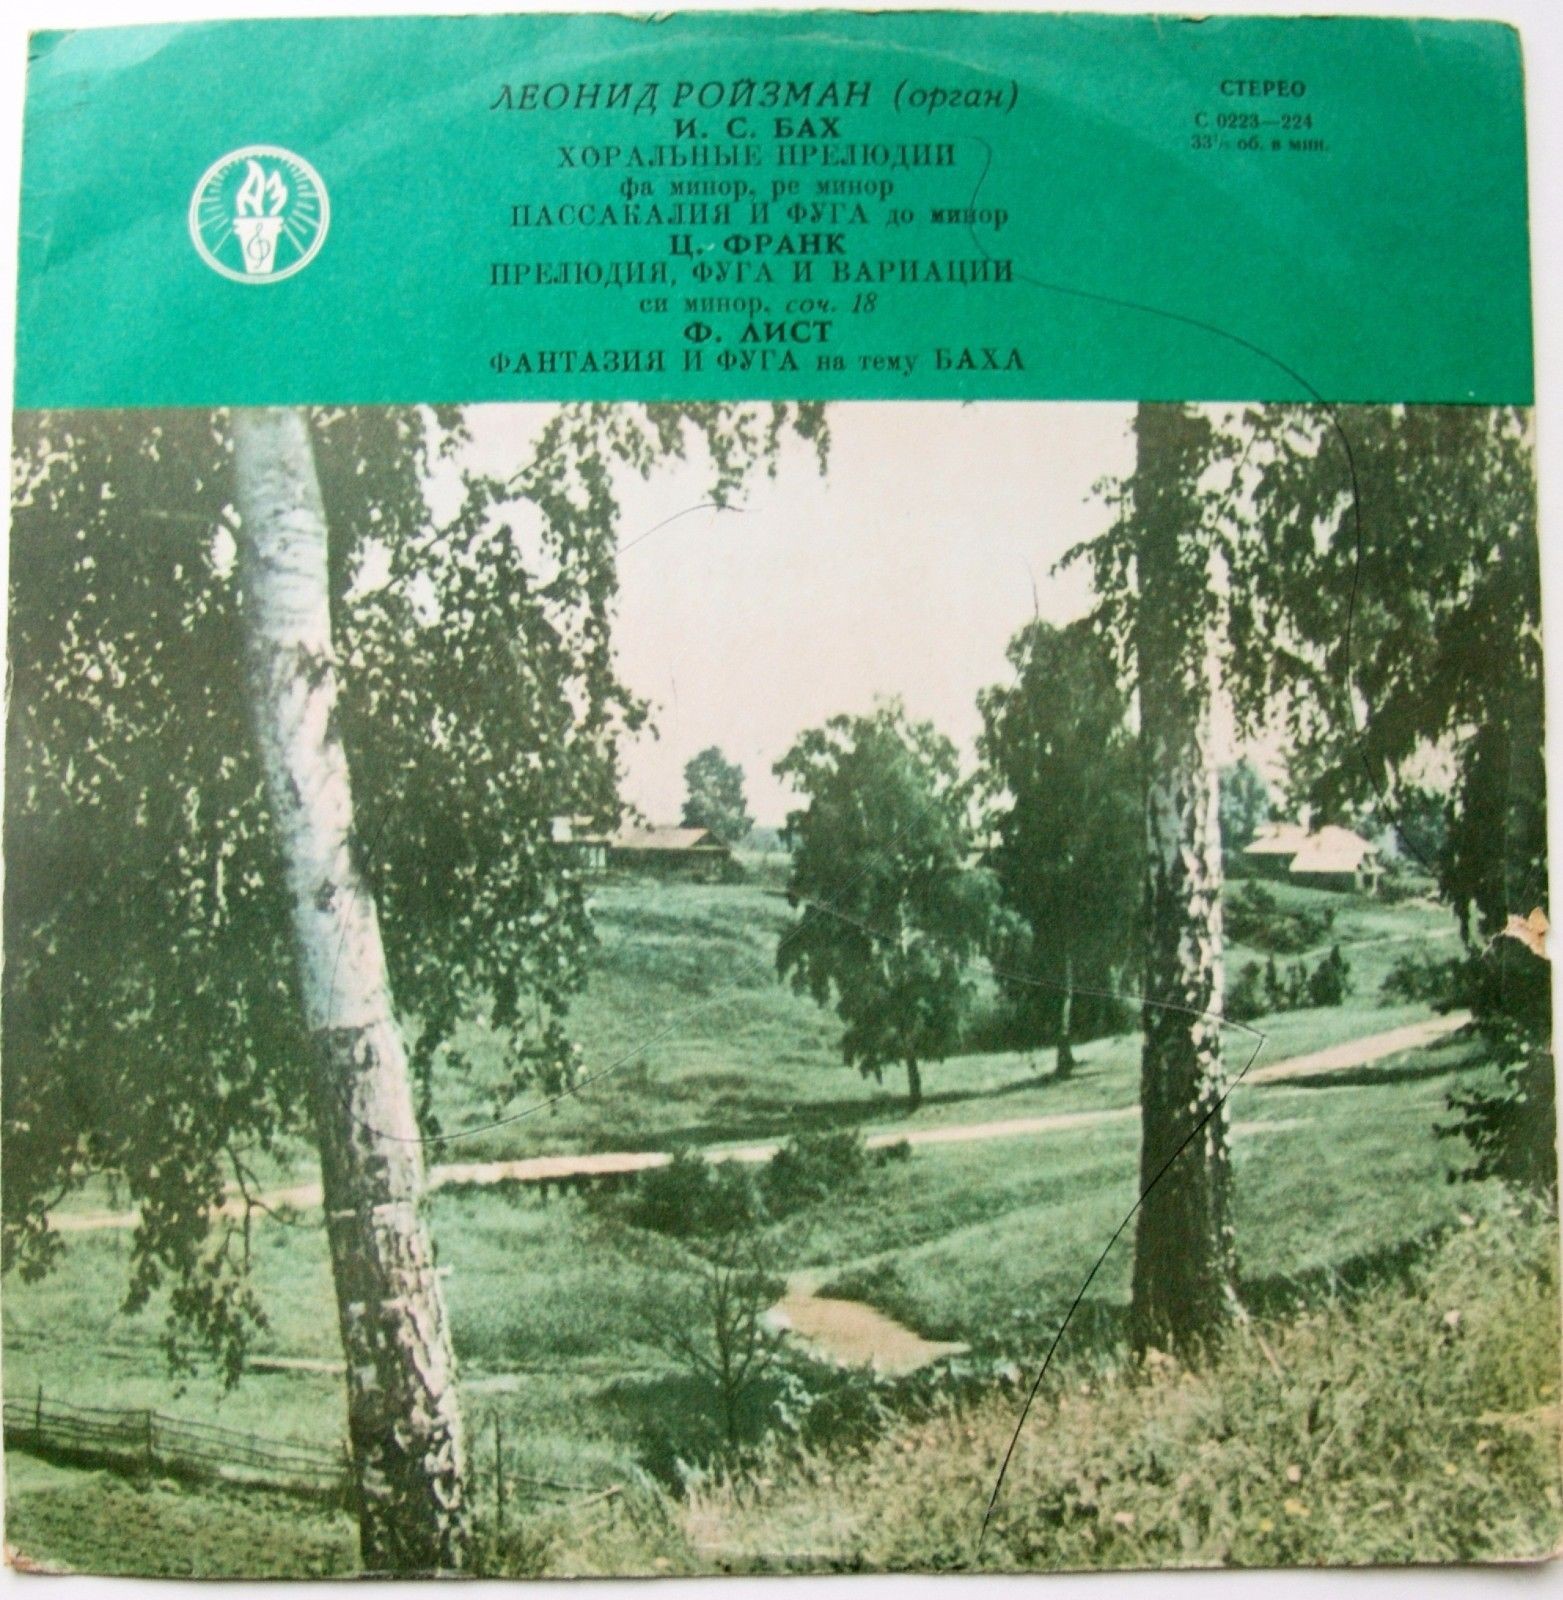 ЛЕОНИД РОЙЗМАН (орган)
И. С. БАХ
ХОРАЛЬНЫЕ ПРЕЛЮДИИ
фа минор, ре минор
ПАССАКАЛИЯ И ФУГА до минор
Ц. ФРАНК
ПРЕЛЮДИЯ, ФУГА И ВАРИАЦИИ
си минор, соч. 18
Ф. ЛИСТ
ФАНТАЗИЯ И ФУГА на тему БАХА
СТЕРЕО
С 0223—224
33⅓ об. в мин.
АЗ